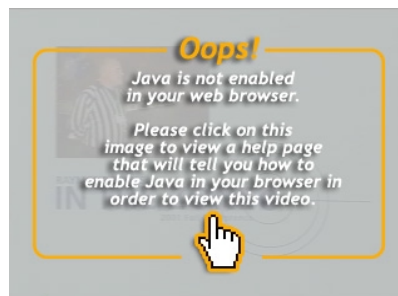 Oops!
Java is not enabled
in your web browser.
Please click on this
image to view a help page
that will tell you how to
enable Java in your browser in
order to view this video.